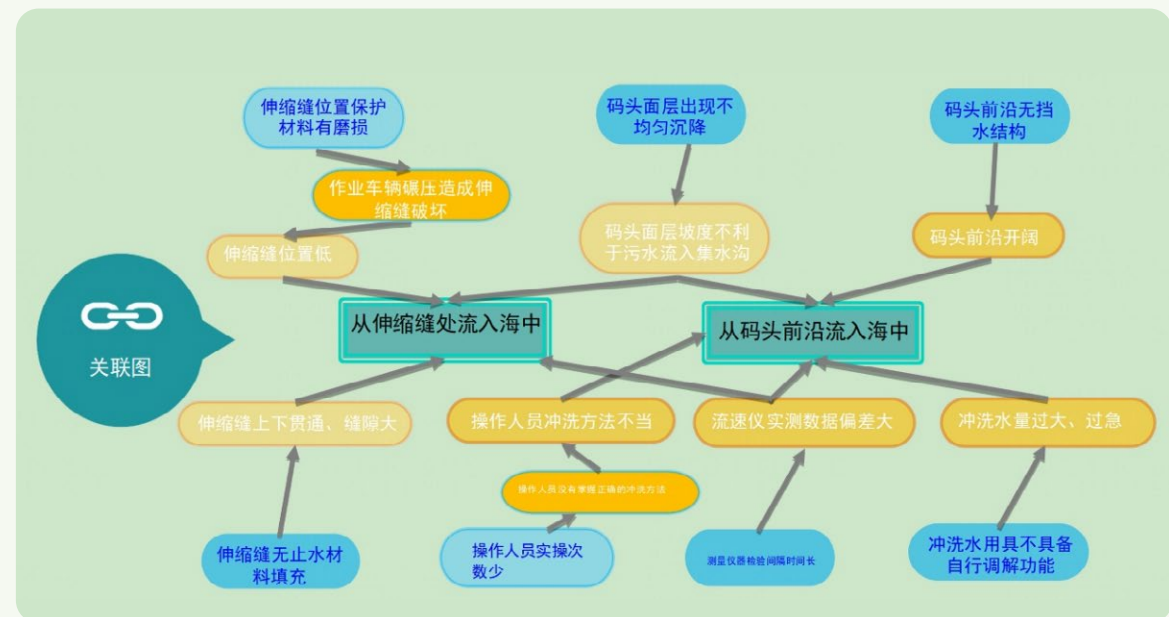 伸缩缝位置保护
材料有磨损
码头面层出现不
均匀沉降
码头前沿无挡
水结构
作业车辆碾压造成伸
缩缝破坏
伸缩缝位置低
码头面层坡度不利
于污水流入集水沟
码头前沿开阔
关联图
从伸缩缝处流入海中
从码头前沿流入海中
伸缩缝上下贯通、缝隙大
操作人员冲洗方法不当
流速仪实测数据偏差大
冲洗水量过大、过急
操作人员没有掌握正确的冲洗方法
伸缩缝无止水材
料填充
操作人员实操次
数少
测量仪器检验间隔时间长
冲洗水用具不具备
自行调解功能